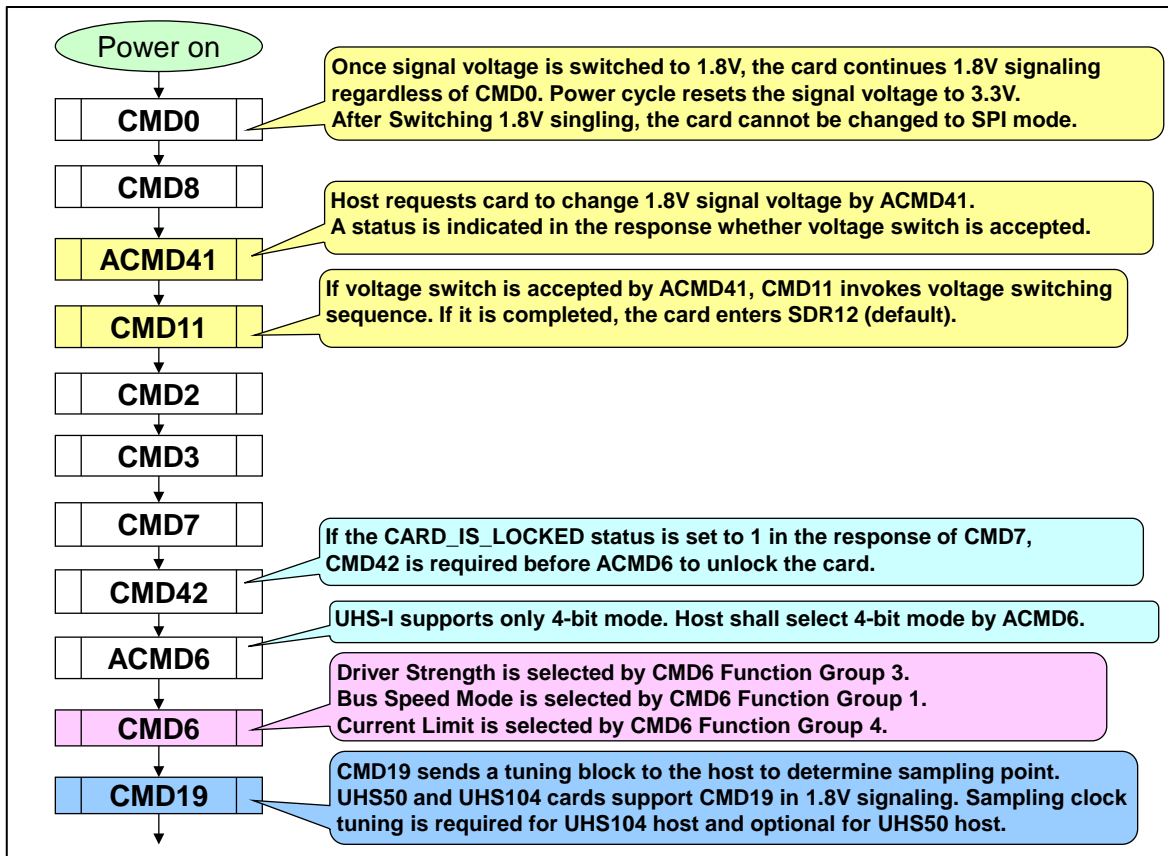 Power on
CMD0
Once signal voltage is switched to 1.8V, the card continues 1.8V signaling
regardless of CMD0. Power cycle resets the signal voltage to 3.3V.
After Switching 1.8V singling, the card cannot be changed to SPI mode.
CMD8
ACMD41
Host requests card to change 1.8V signal voltage by ACMD41.
A status is indicated in the response whether voltage switch is accepted.
CMD11
If voltage switch is accepted by ACMD41, CMD11 invokes voltage switching
sequence. If it is completed, the card enters SDR12 (default).
CMD2
CMD3
CMD7
CMD42
If the CARD_IS_LOCKED status is set to 1 in the response of CMD7,
CMD42 is required before ACMD6 to unlock the card.
ACMD6
UHS-I supports only 4-bit mode. Host shall select 4-bit mode by ACMD6.
CMD6
Driver Strength is selected by CMD6 Function Group 3.
Bus Speed Mode is selected by CMD6 Function Group 1.
Current Limit is selected by CMD6 Function Group 4.
CMD19
CMD19 sends a tuning block to the host to determine sampling point.
UHS50 and UHS104 cards support CMD19 in 1.8V signaling. Sampling clock
tuning is required for UHS104 host and optional for UHS50 host.